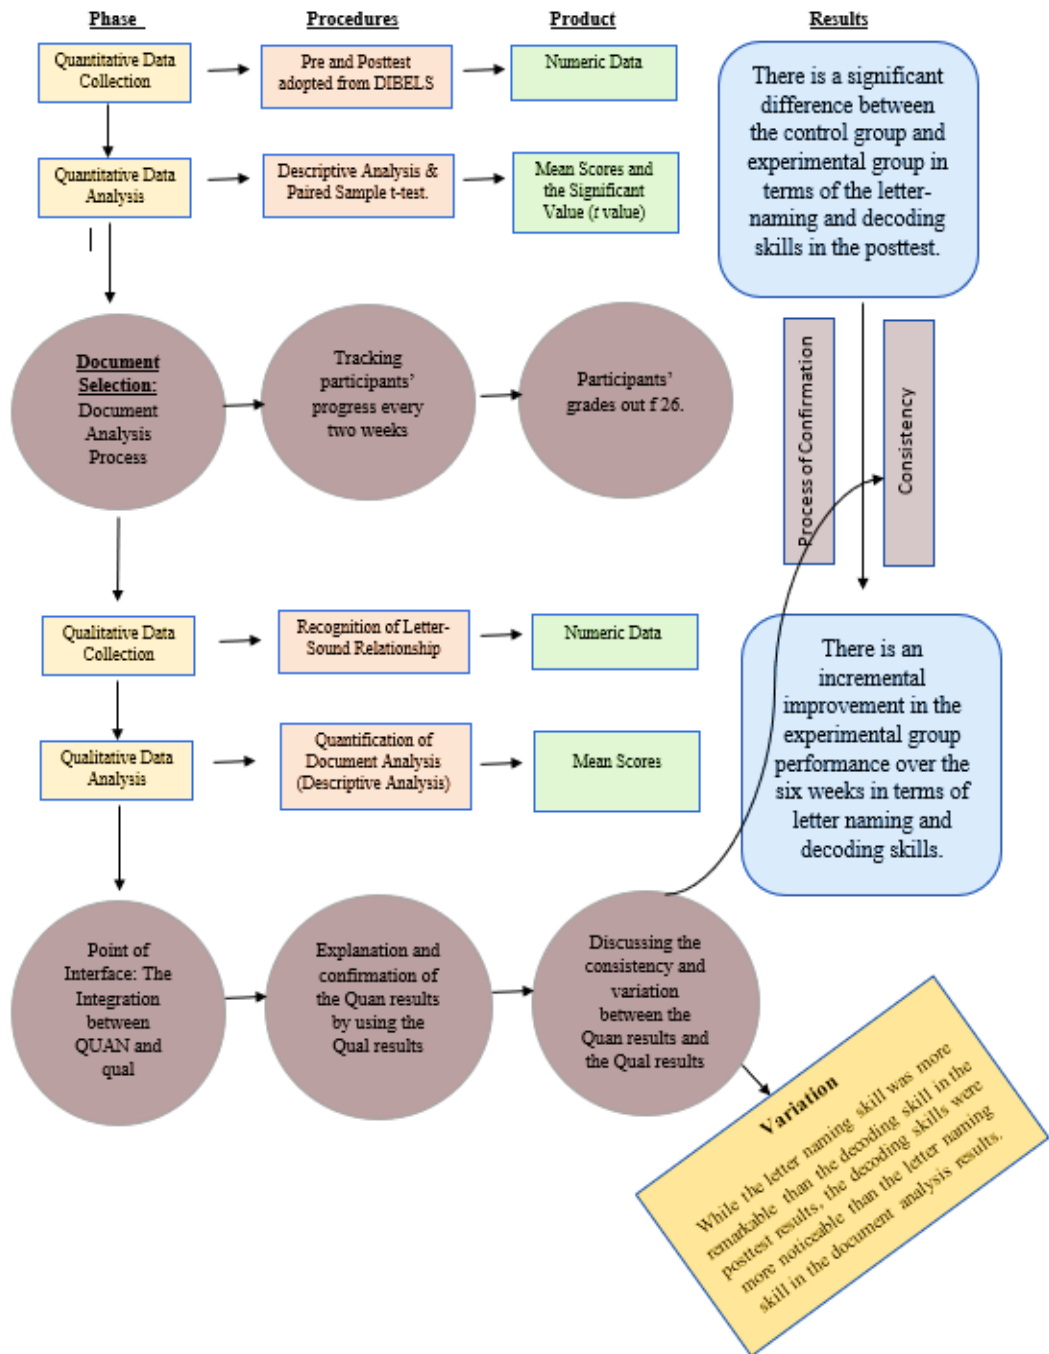 Phase
Procedures
Product
Results
Quantitative Data
Collection
Pre and Posttest
adopted from DIBELS
Numeric Data
There is a significant
difference between
the control group and
experimental group in
terms of the letter-
naming and decoding
skills in the posttest.
Quantitative Data
Analysis
Descriptive Analysis &
Paired Sample t-test.
Mean Scores and
the Significant
Value (t value)
Document
Selection:
Document
Analysis
Process
Tracking
participants'
progress every
two weeks
Participants'
grades out f 26.
Process of Confirmation
Consistency
Qualitative Data
Collection
Recognition of Letter-
Sound Relationship
Numeric Data
There is an
incremental
improvement in the
experimental group
performance over the
six weeks in terms of
letter naming and
decoding skills.
Qualitative Data
Analysis
Quantification of
Document Analysis
(Descriptive Analysis)
Mean Scores
Point of
Interface: The
Integration
between
QUAN and
qual
Explanation and
confirmation of
the Quan results
by using the
Qual results
Discussing the
consistency and
variation
between the
Quan results and
the Qual results
Variation
While the letter naming skill was more
remarkable than the decoding skill in the
posttest results, the decoding skills were
more noticeable than the letter naming
skill in the document analysis results.